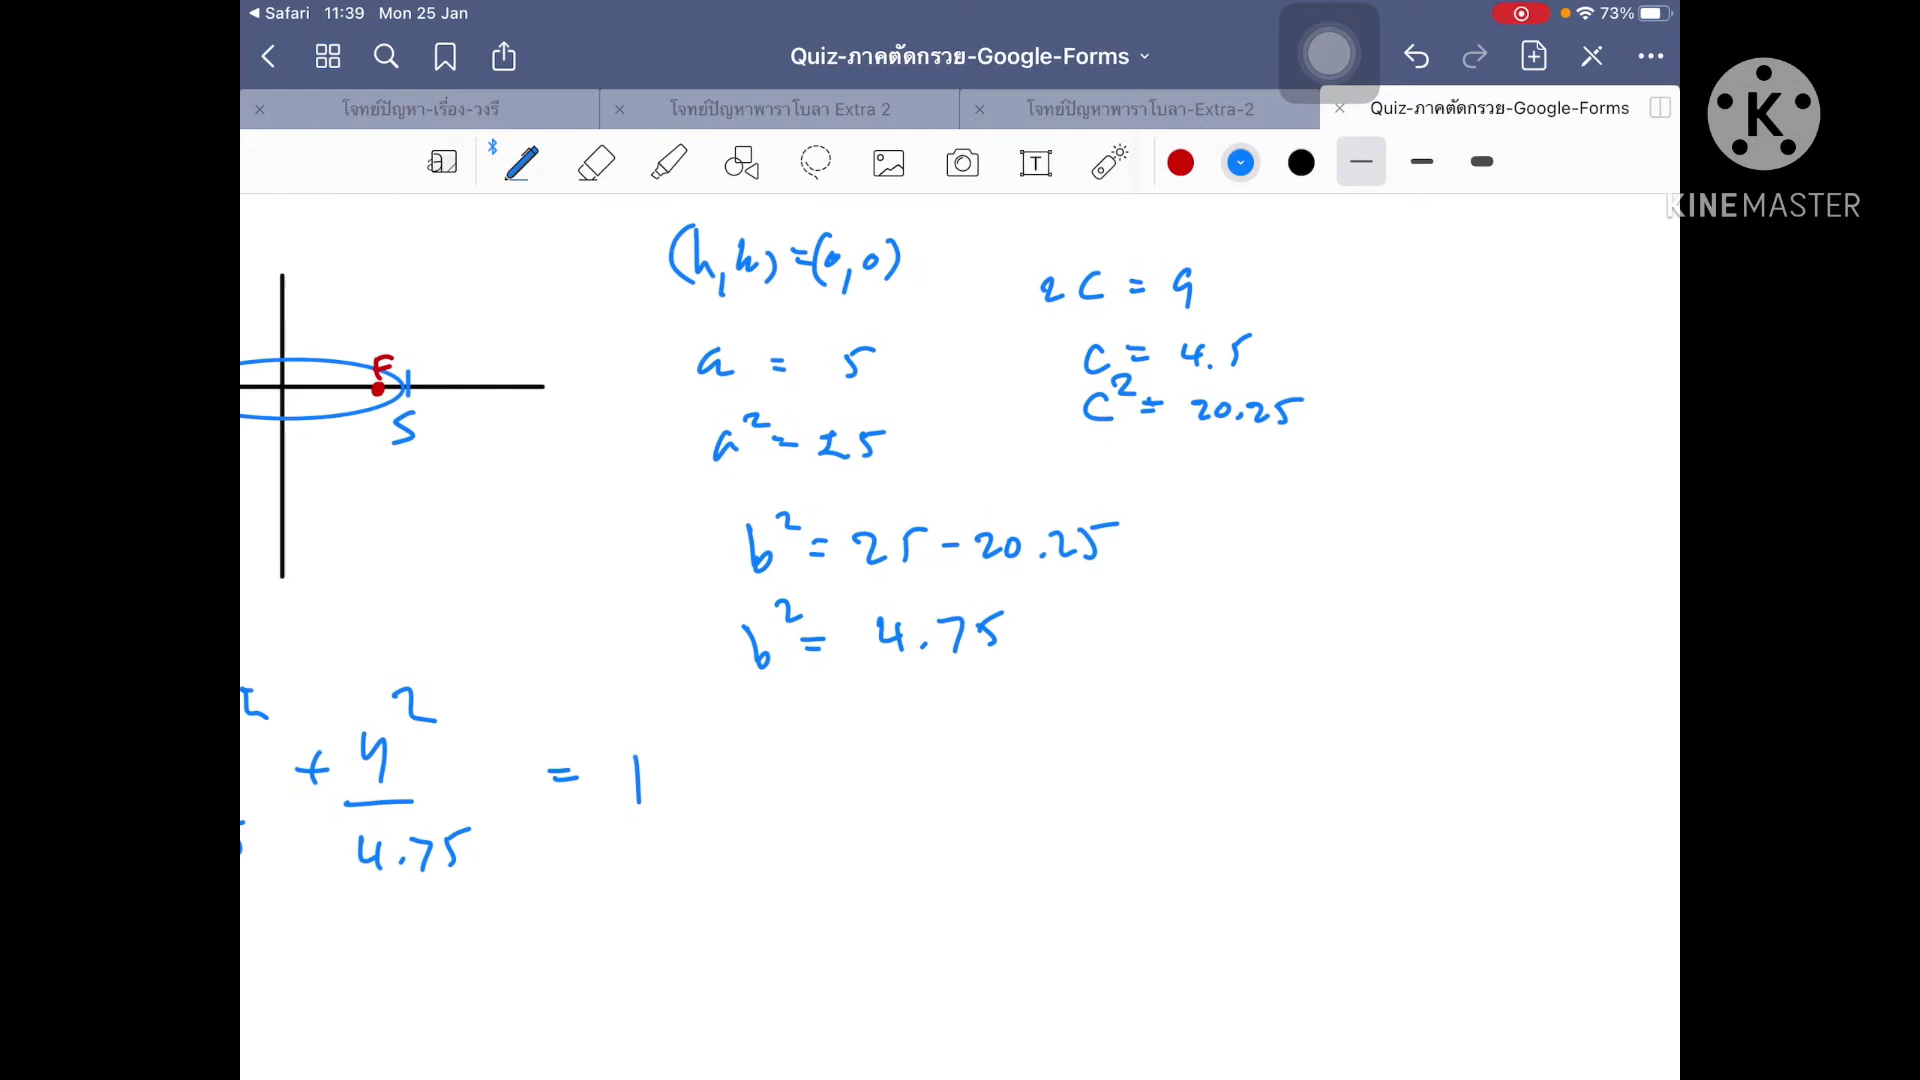 Safari 11:39 Mon 25 Jan 73%
Quiz-ภาคตัดกรวย-Google-Forms
โจทย์ปัญหา-เรื่อง-วงรี
โจทย์ปัญหาพาราโบลา Extra 2
โจทย์ปัญหาพาราโบลา-Extra-2
Quiz-ภาคตัดกรวย-Google-Forms
K
KINEMASTER
a
T
(h,k) = (0,0)
2C = 9
F
5
a = 5
C = 4.5
C² = 20.25
a² = 25
b² = 25 - 20.25
b² = 4.75
+ y² / 4.75 = 1